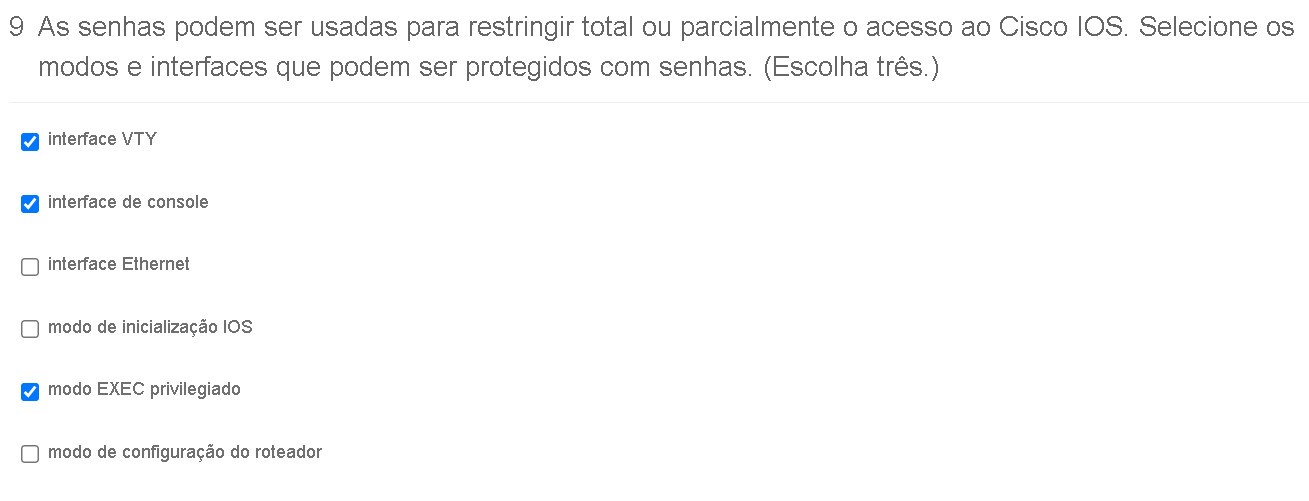 9 As senhas podem ser usadas para restringir total ou parcialmente o acesso ao Cisco IOS. Selecione os
modos e interfaces que podem ser protegidos com senhas. (Escolha três.)
interface VTY
interface de console
interface Ethernet
modo de inicialização IOS
modo EXEC privilegiado
modo de configuração do roteador